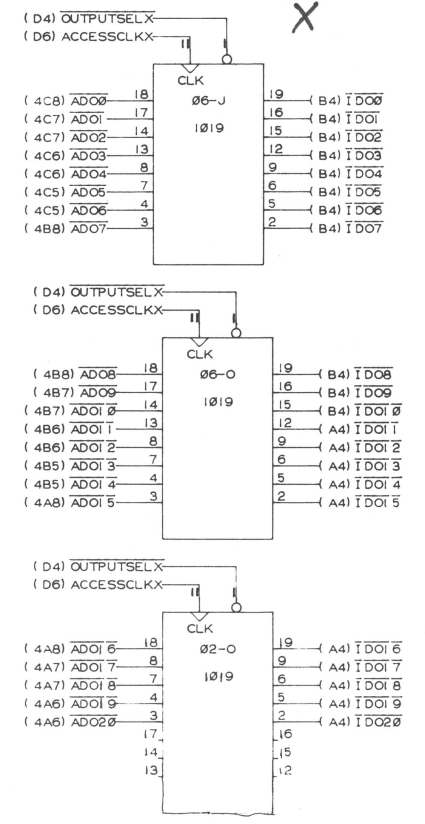 X
( D4) OUTPUTSELX
( D6) ACCESSCLKX
11 1
CLK
( 4C8) ADO0 18 06-J 19 ( B4) IDO0
( 4C7) ADO1 17 16 ( B4) IDO1
1019
( 4C7) ADO2 14 15 ( B4) IDO2
( 4C6) ADO3 13 12 ( B4) IDO3
( 4C6) ADO4 8 9 ( B4) IDO4
( 4C5) ADO5 7 6 ( B4) IDO5
( 4C5) ADO6 4 5 ( B4) IDO6
( 4B8) ADO7 3 2 ( B4) IDO7
( D4) OUTPUTSELX
( D6) ACCESSCLKX
11 1
CLK
( 4B8) ADO8 18 06-O 19 ( B4) IDO8
( 4B7) ADO9 17 16 ( B4) IDO9
1019
( 4B7) ADO10 14 15 ( B4) IDO10
( 4B6) ADO11 13 12 ( A4) IDO11
( 4B6) ADO12 8 9 ( A4) IDO12
( 4B5) ADO13 7 6 ( A4) IDO13
( 4B5) ADO14 4 5 ( A4) IDO14
( 4A8) ADO15 3 2 ( A4) IDO15
( D4) OUTPUTSELX
( D6) ACCESSCLKX
11 1
CLK
( 4A8) ADO16 18 02-O 19 ( A4) IDO16
( 4A7) ADO17 8 9 ( A4) IDO17
1019
( 4A7) ADO18 7 6 ( A4) IDO18
( 4A6) ADO19 4 5 ( A4) IDO19
( 4A6) ADO20 3 2 ( A4) IDO20
17 16
14 15
13 12